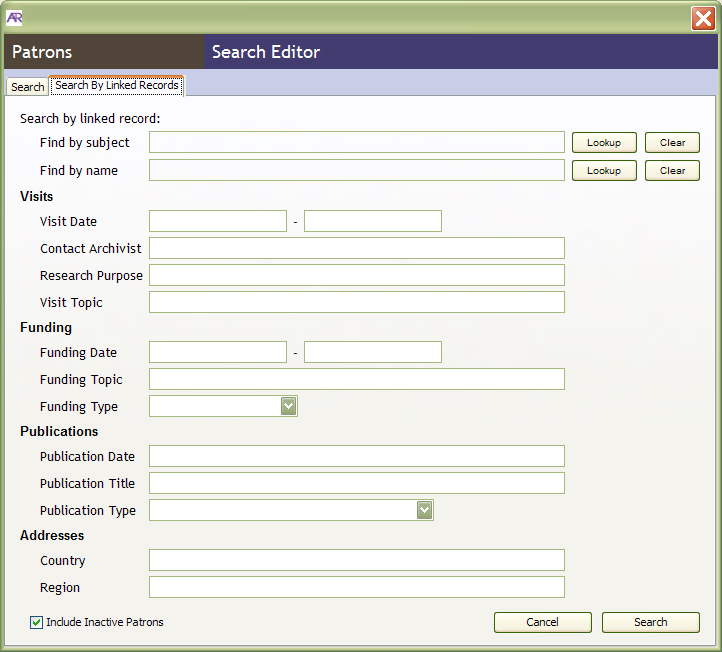 AR
Patrons Search Editor
Search Search By Linked Records
Search by linked record:
Find by subject Lookup Clear
Find by name Lookup Clear
Visits
Visit Date -
Contact Archivist
Research Purpose
Visit Topic
Funding
Funding Date -
Funding Topic
Funding Type
Publications
Publication Date
Publication Title
Publication Type
Addresses
Country
Region
Include Inactive Patrons Cancel Search